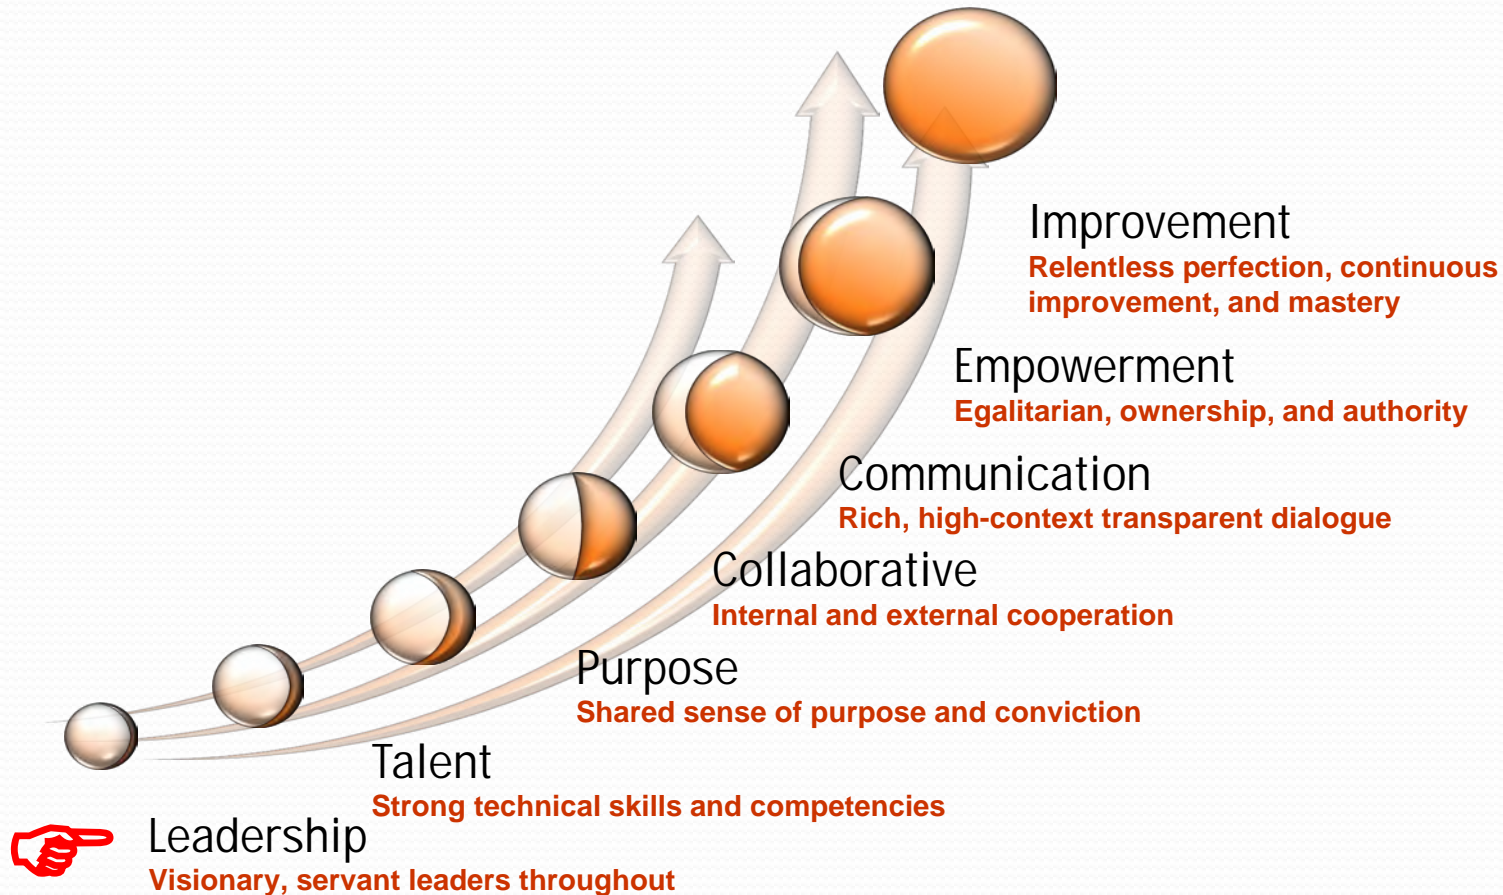 Improvement
Relentless perfection, continuous
improvement, and mastery
Empowerment
Egalitarian, ownership, and authority
Communication
Rich, high-context transparent dialogue
Collaborative
Internal and external cooperation
Purpose
Shared sense of purpose and conviction
Talent
Strong technical skills and competencies
Leadership
Visionary, servant leaders throughout